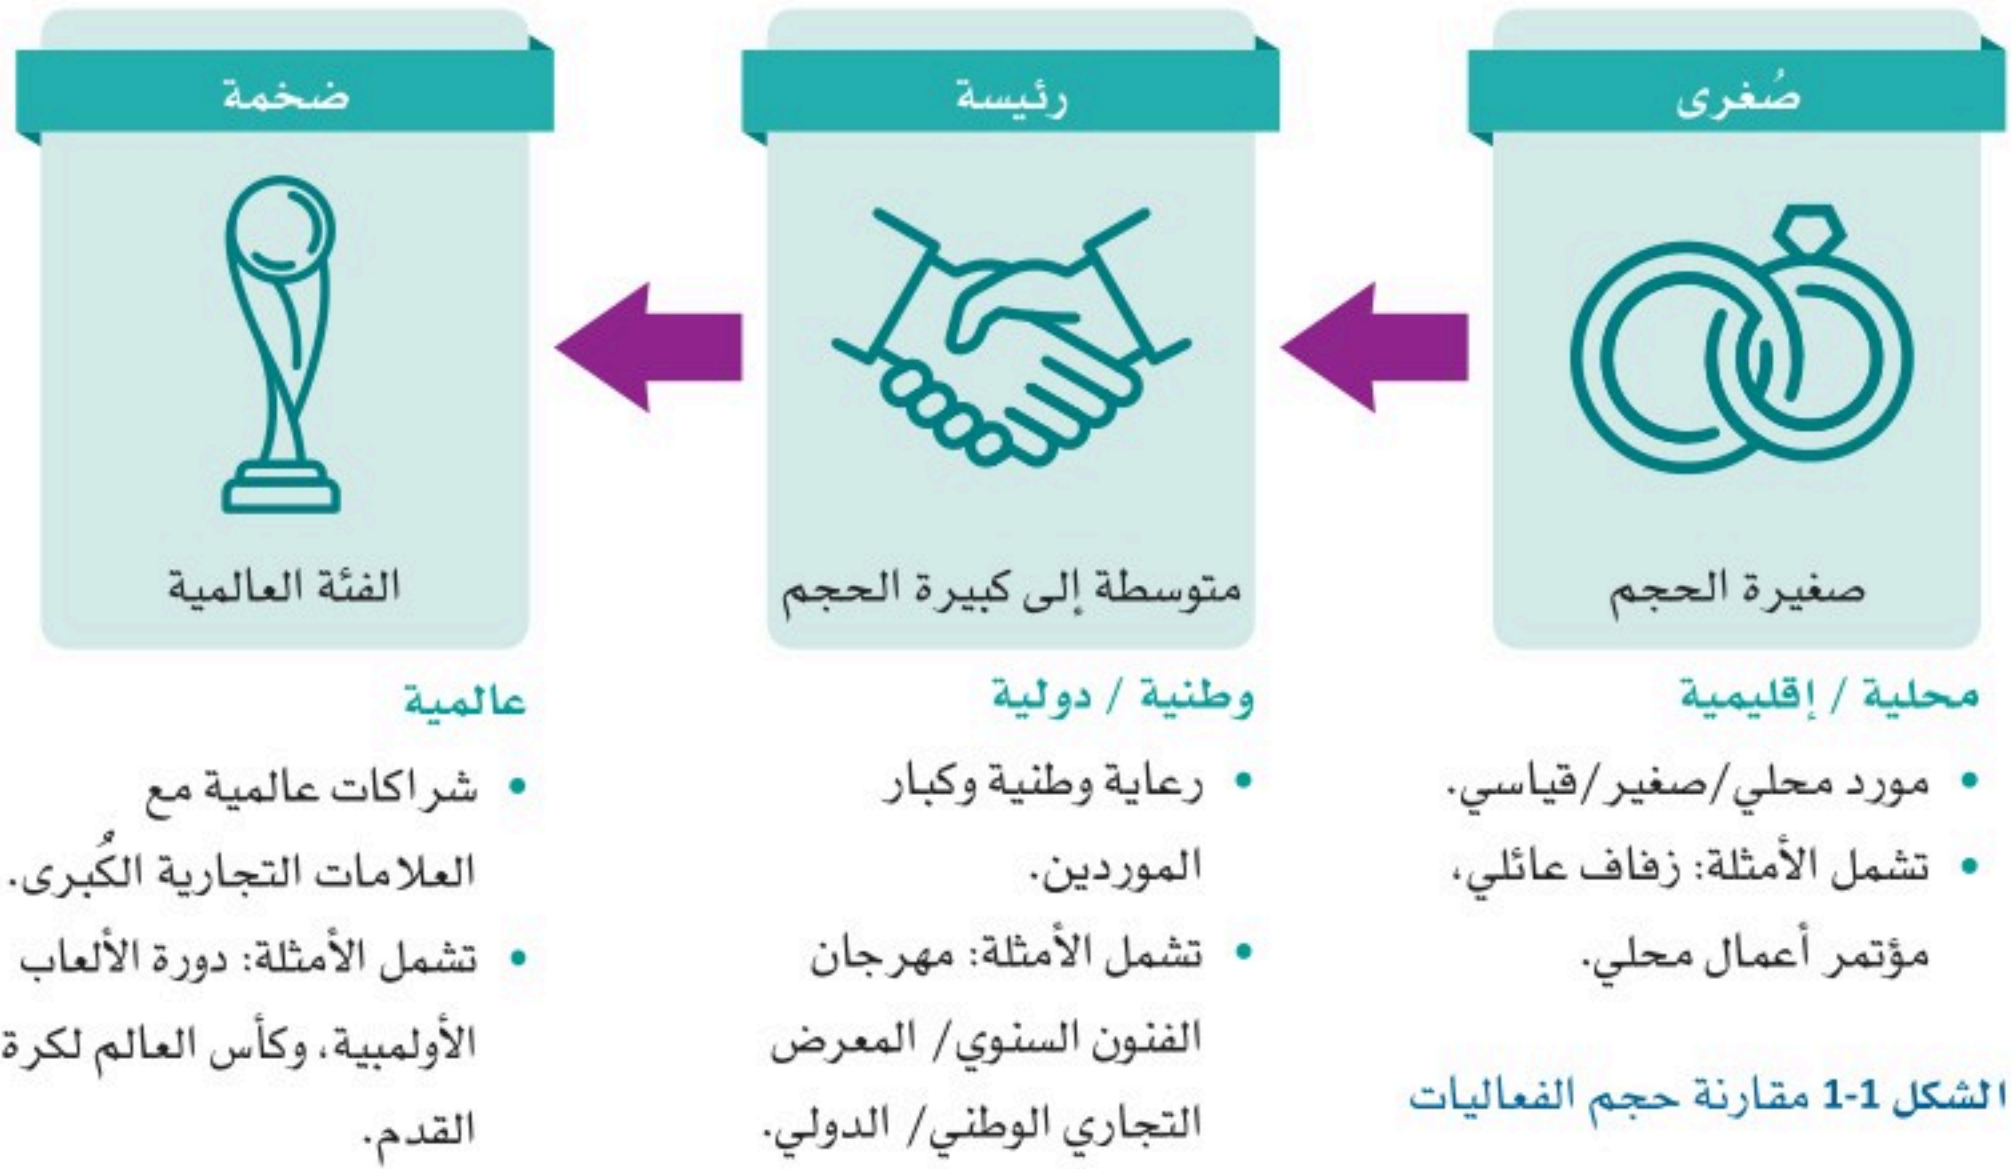 صُغرى
صغيرة الحجم
محلية / إقليمية
• مورد محلي/صغير/قياسي.
• تشمل الأمثلة: زفاف عائلي،
مؤتمر أعمال محلي.
رئيسة
متوسطة إلى كبيرة الحجم
وطنية / دولية
• رعاية وطنية وكبار
الموردين.
• تشمل الأمثلة: مهرجان
الفنون السنوي/ المعرض
التجاري الوطني/ الدولي.
ضخمة
الفئة العالمية
عالمية
• شراكات عالمية مع
العلامات التجارية الكُبرى.
• تشمل الأمثلة: دورة الألعاب
الأولمبية، وكأس العالم لكرة
القدم.
الشكل 1-1 مقارنة حجم الفعاليات